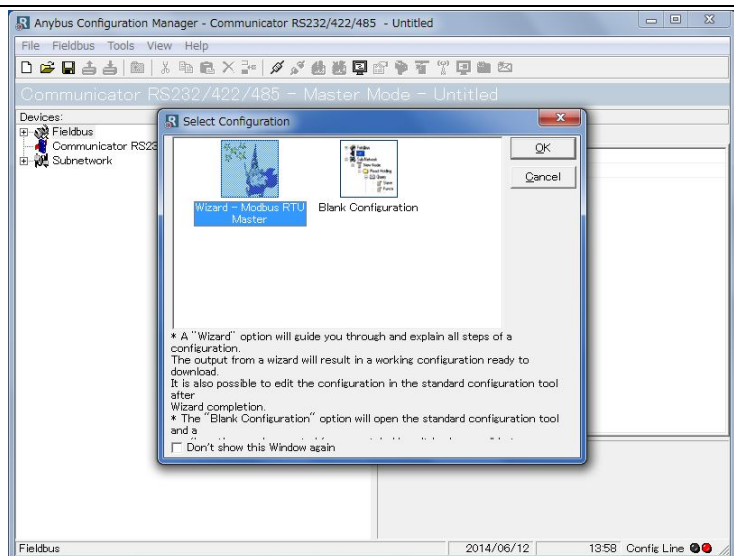 Anybus Configuration Manager - Communicator RS232/422/485 - Untitled
File Fieldbus Tools View Help
Communicator RS232/422/485 - Master Mode - Untitled
Devices:
Fieldbus
Communicator RS23
Subnetwork
Select Configuration
Wizard - Modbus RTU
Master
Blank Configuration
OK
Cancel
* A "Wizard" option will guide you through and explain all steps of a
configuration.
The output from a wizard will result in a working configuration ready to
download.
It is also possible to edit the configuration in the standard configuration tool
after
Wizard completion.
* The "Blank Configuration" option will open the standard configuration tool
and a
Don't show this Window again
Fieldbus
2014/06/12
13:58
Config Line